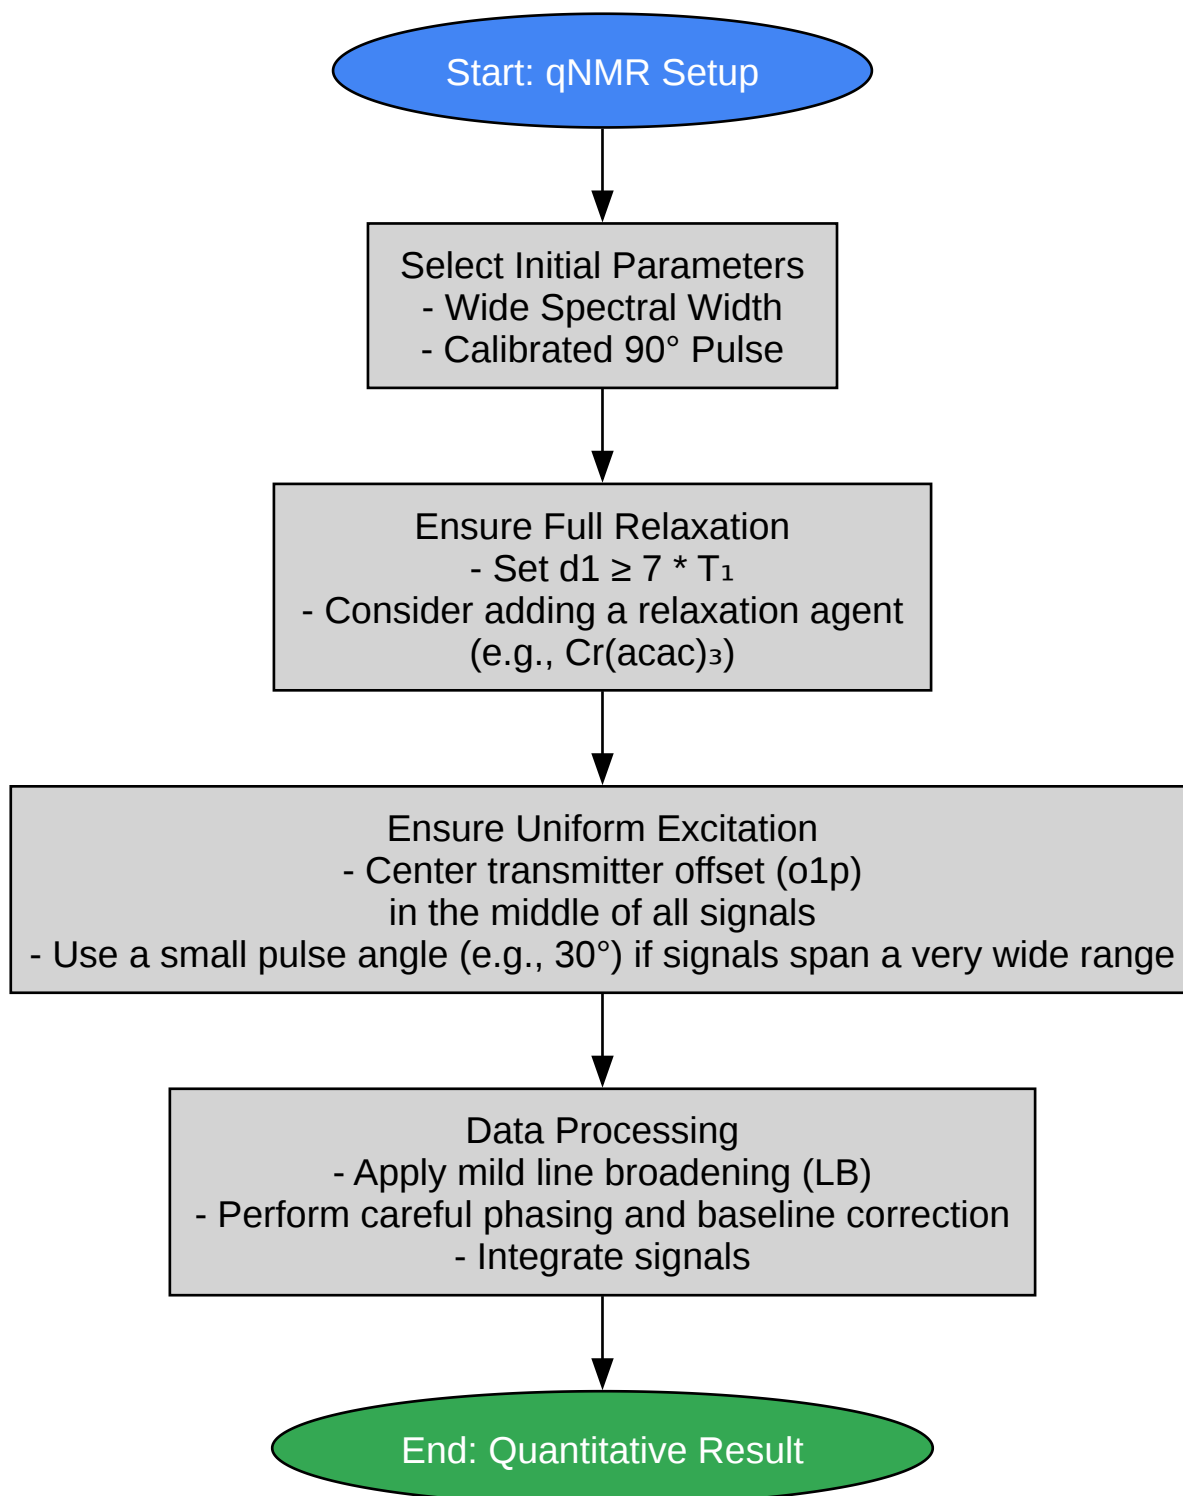 Start: qNMR Setup
Select Initial Parameters
- Wide Spectral Width
- Calibrated 90° Pulse
Ensure Full Relaxation
- Set d1 ≥ 7 * T₁
- Consider adding a relaxation agent
(e.g., Cr(acac)₃)
Ensure Uniform Excitation
- Center transmitter offset (o1p)
in the middle of all signals
- Use a small pulse angle (e.g., 30°) if signals span a very wide range
Data Processing
- Apply mild line broadening (LB)
- Perform careful phasing and baseline correction
- Integrate signals
End: Quantitative Result